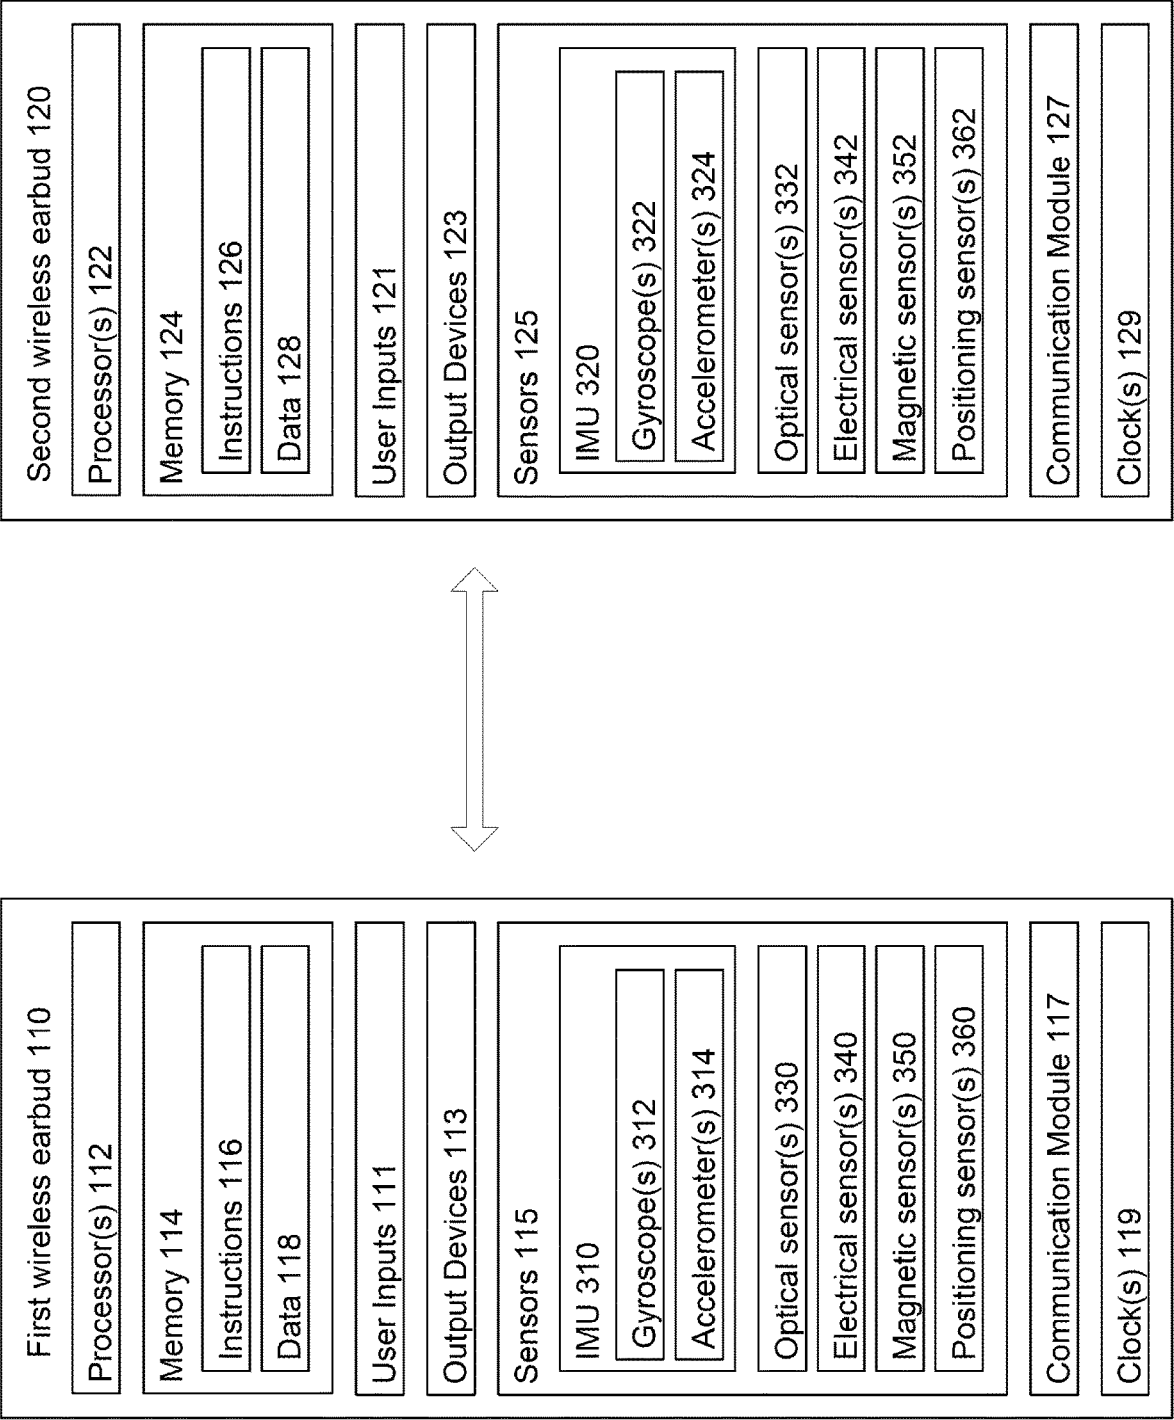 First wireless earbud 110
Processor(s) 112
Memory 114
Instructions 116
Data 118
User Inputs 111
Output Devices 113
Sensors 115
IMU 310
Gyroscope(s) 312
Accelerometer(s) 314
Optical sensor(s) 330
Electrical sensor(s) 340
Magnetic sensor(s) 350
Positioning sensor(s) 360
Communication Module 117
Clock(s) 119
Second wireless earbud 120
Processor(s) 122
Memory 124
Instructions 126
Data 128
User Inputs 121
Output Devices 123
Sensors 125
IMU 320
Gyroscope(s) 322
Accelerometer(s) 324
Optical sensor(s) 332
Electrical sensor(s) 342
Magnetic sensor(s) 352
Positioning sensor(s) 362
Communication Module 127
Clock(s) 129